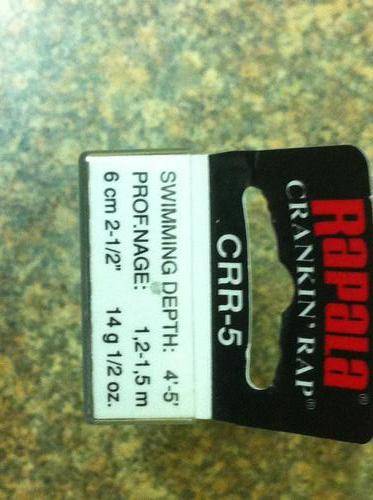 Rapala®
CRANKIN' RAP®
CRR-5
SWIMMING DEPTH: 4'-5'
PROF.NAGE: 1,2-1,5 m
6 cm 2-1/2" 14 g 1/2 oz.